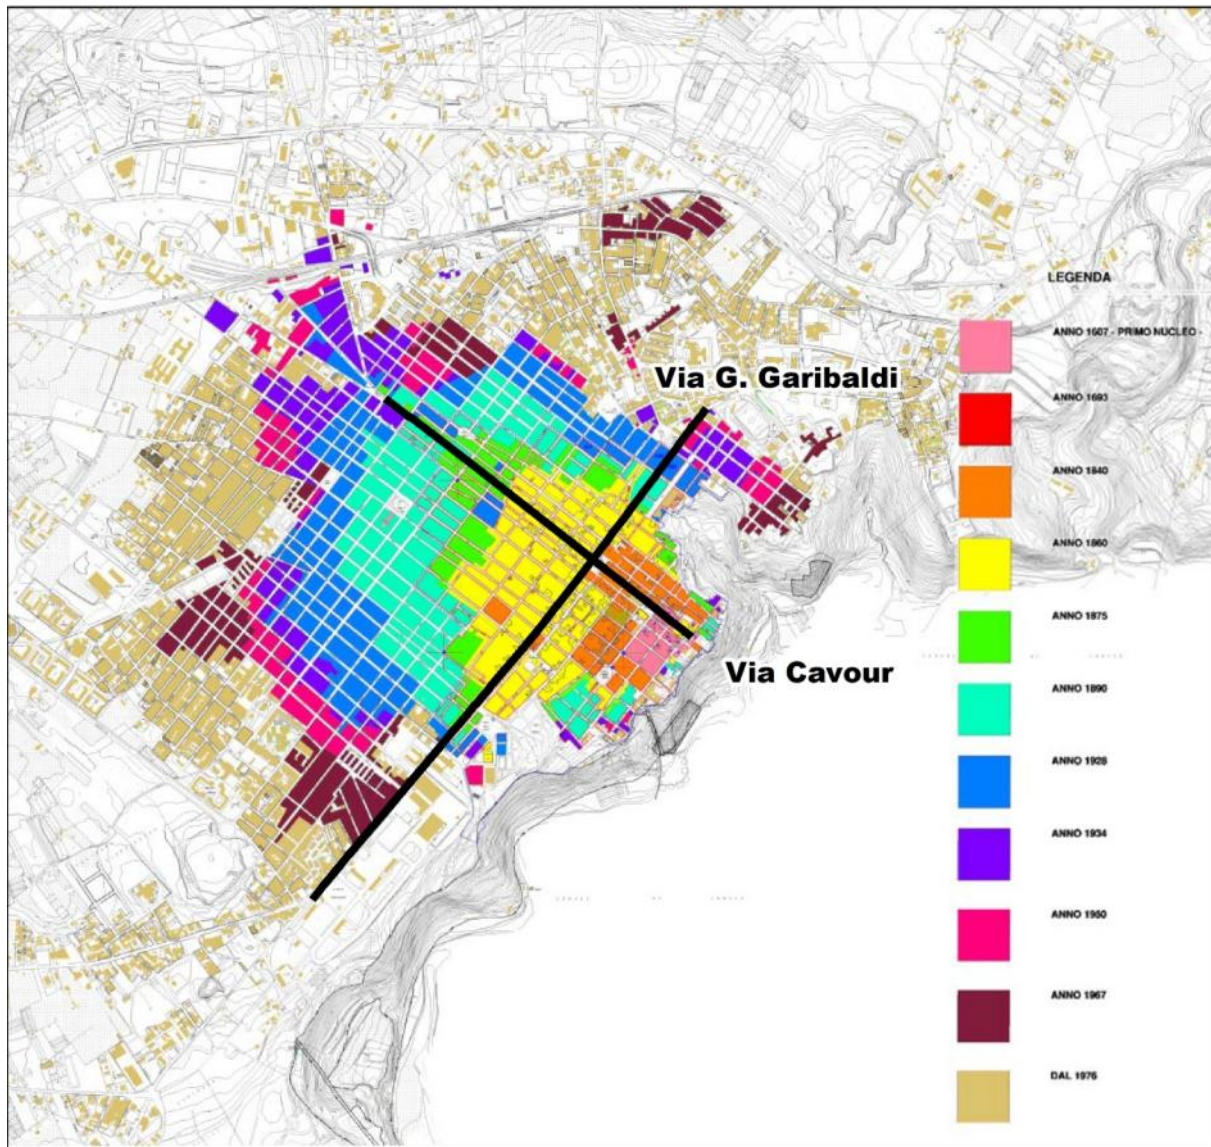 LEGENDA
ANNO 1607 - PRIMO NUCLEO -
ANNO 1693
Via G. Garibaldi
ANNO 1840
ANNO 1860
ANNO 1875
Via Cavour
ANNO 1890
ANNO 1928
ANNO 1934
ANNO 1950
ANNO 1967
DAL 1976